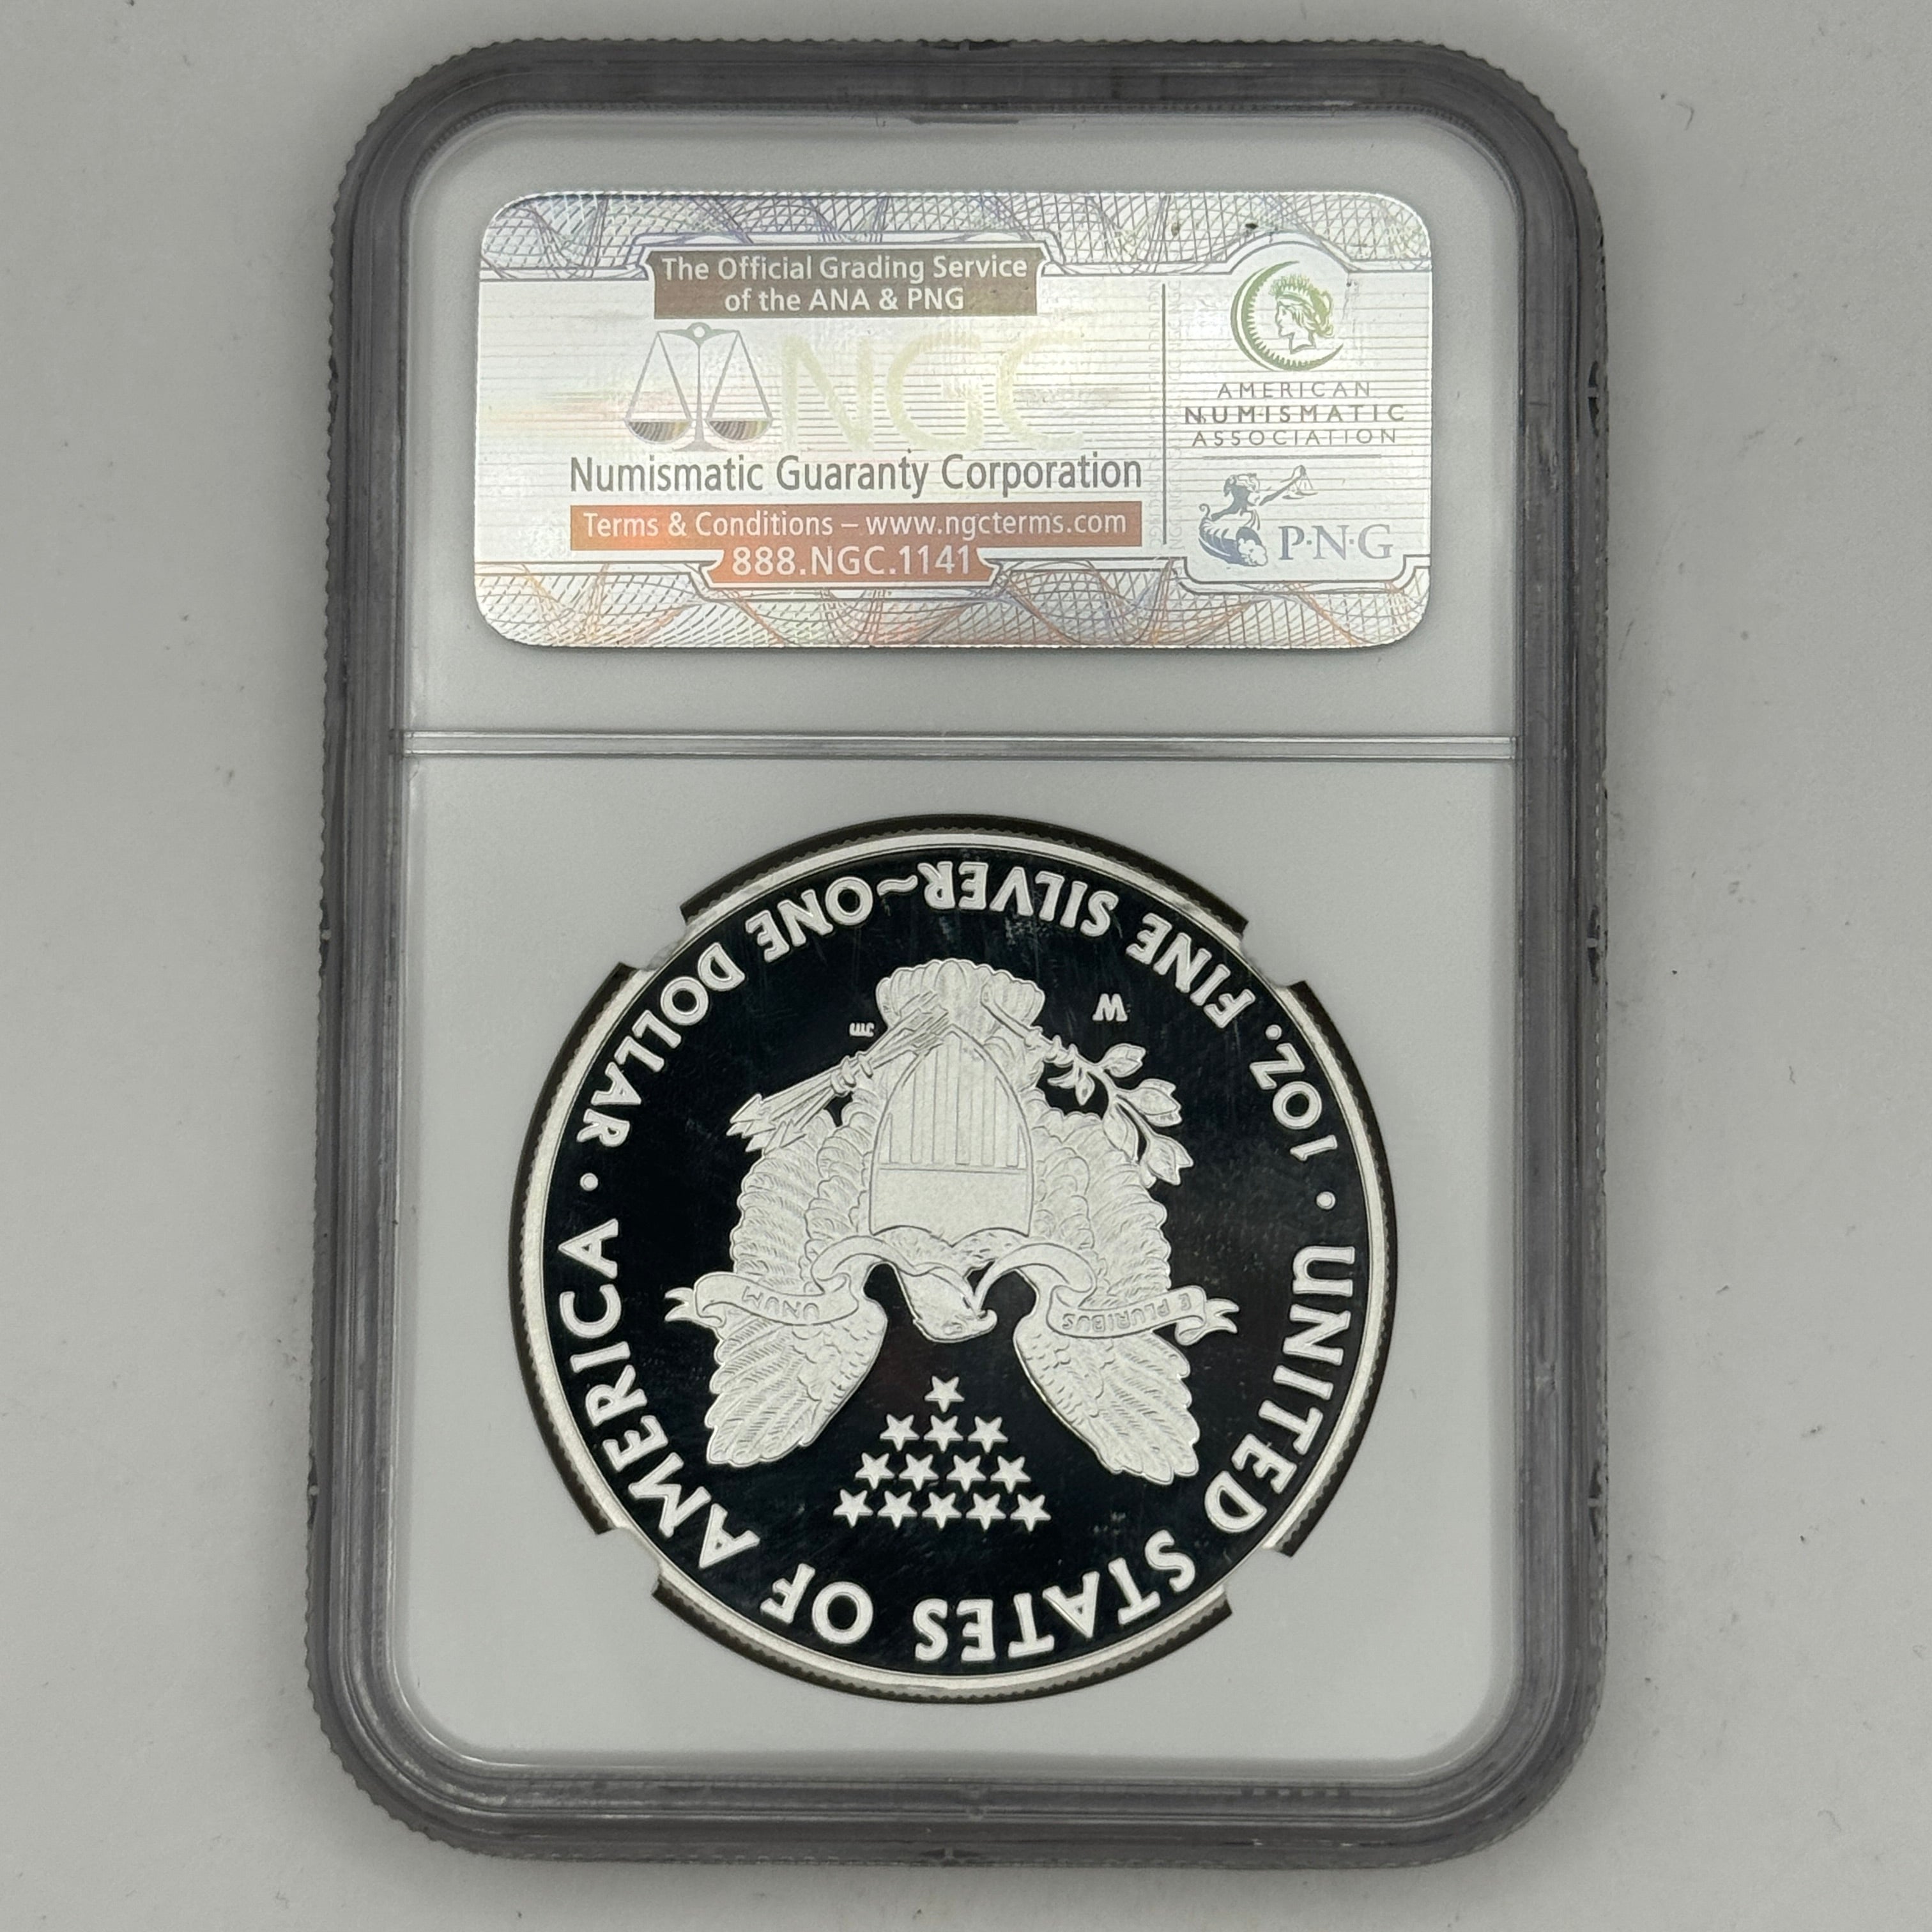 The Official Grading Service
of the ANA & PNG
NGC
Numismatic Guaranty Corporation
Terms & Conditions – www.ngcterms.com
888.NGC.1141
AMERICAN
NUMISMATIC
ASSOCIATION
P·N·G
UNITED STATES OF AMERICA
1 OZ. FINE SILVER~ONE DOLLAR
W
JM
E PLURIBUS
UNUM